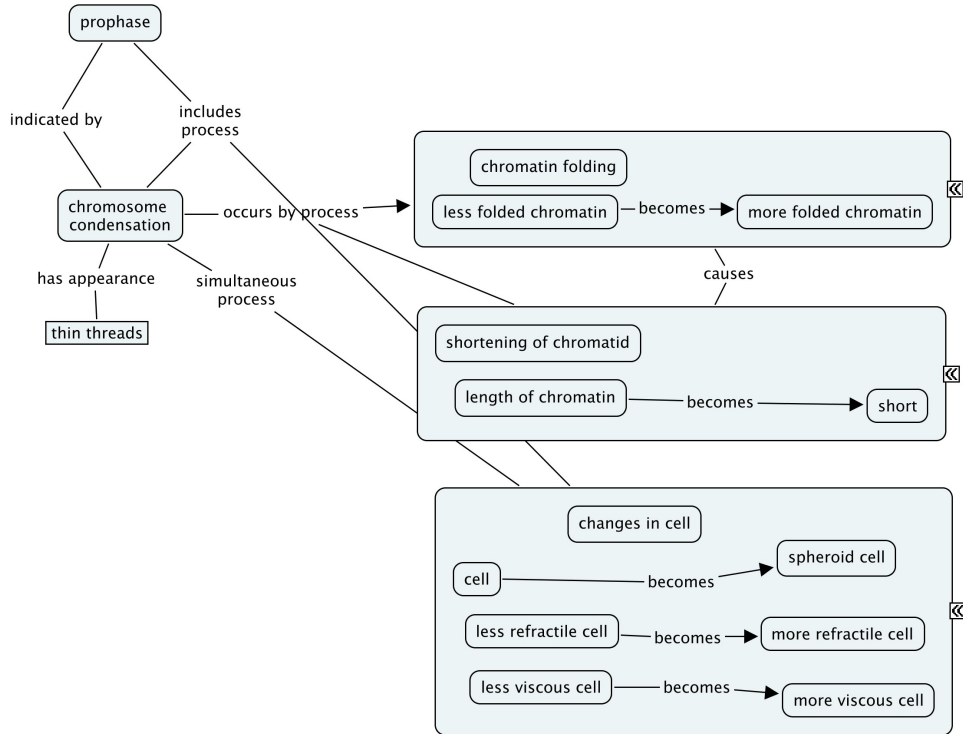 prophase
indicated by
includes
process
chromosome
condensation
occurs by process
has appearance
thin threads
simultaneous
process
chromatin folding
less folded chromatin
becomes
more folded chromatin
causes
shortening of chromatid
length of chromatin
becomes
short
changes in cell
cell
becomes
spheroid cell
less refractile cell
becomes
more refractile cell
less viscous cell
becomes
more viscous cell